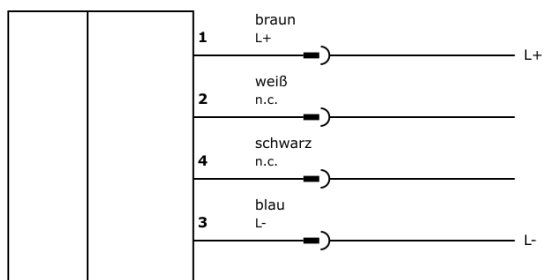 braun
1 L+
L+
weiß
2 n.c.
schwarz
4 n.c.
blau
3 L-
L-